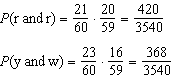 P(r and r) = 21/60 · 20/59 = 420/3540
P(y and w) = 23/60 · 16/59 = 368/3540